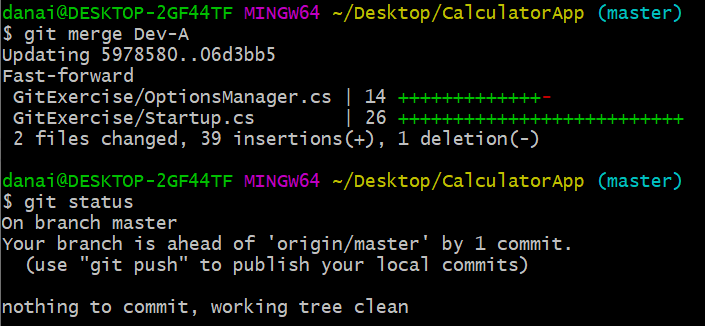 danai@DESKTOP-2GF44TF MINGW64 ~/Desktop/CalculatorApp (master)
$ git merge Dev-A
Updating 5978580..06d3bb5
Fast-forward
 GitExercise/OptionsManager.cs | 14 +++++++++++++-
 GitExercise/Startup.cs        | 26 ++++++++++++++++++++++++++
 2 files changed, 39 insertions(+), 1 deletion(-)

danai@DESKTOP-2GF44TF MINGW64 ~/Desktop/CalculatorApp (master)
$ git status
On branch master
Your branch is ahead of 'origin/master' by 1 commit.
  (use "git push" to publish your local commits)

nothing to commit, working tree clean